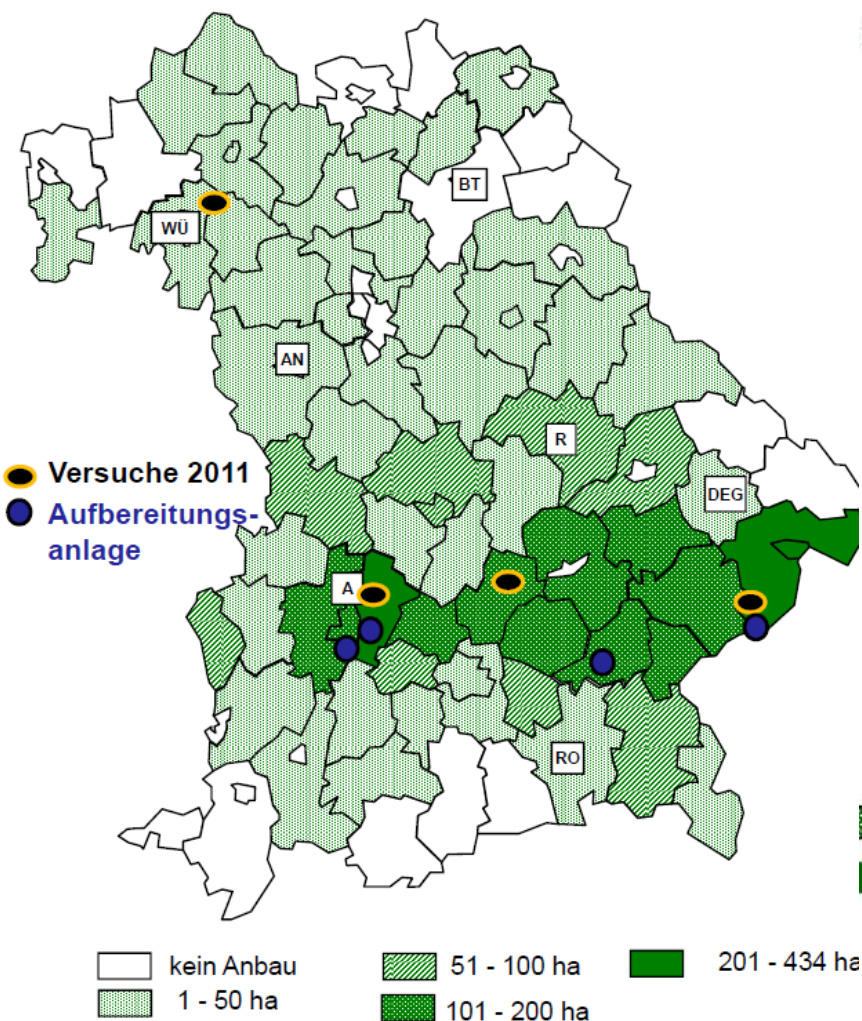 BT
WÜ
AN
R
Versuche 2011
DEG
Aufbereitungs-
anlage
A
RO
kein Anbau
51 - 100 ha
201 - 434 ha
1 - 50 ha
101 - 200 ha